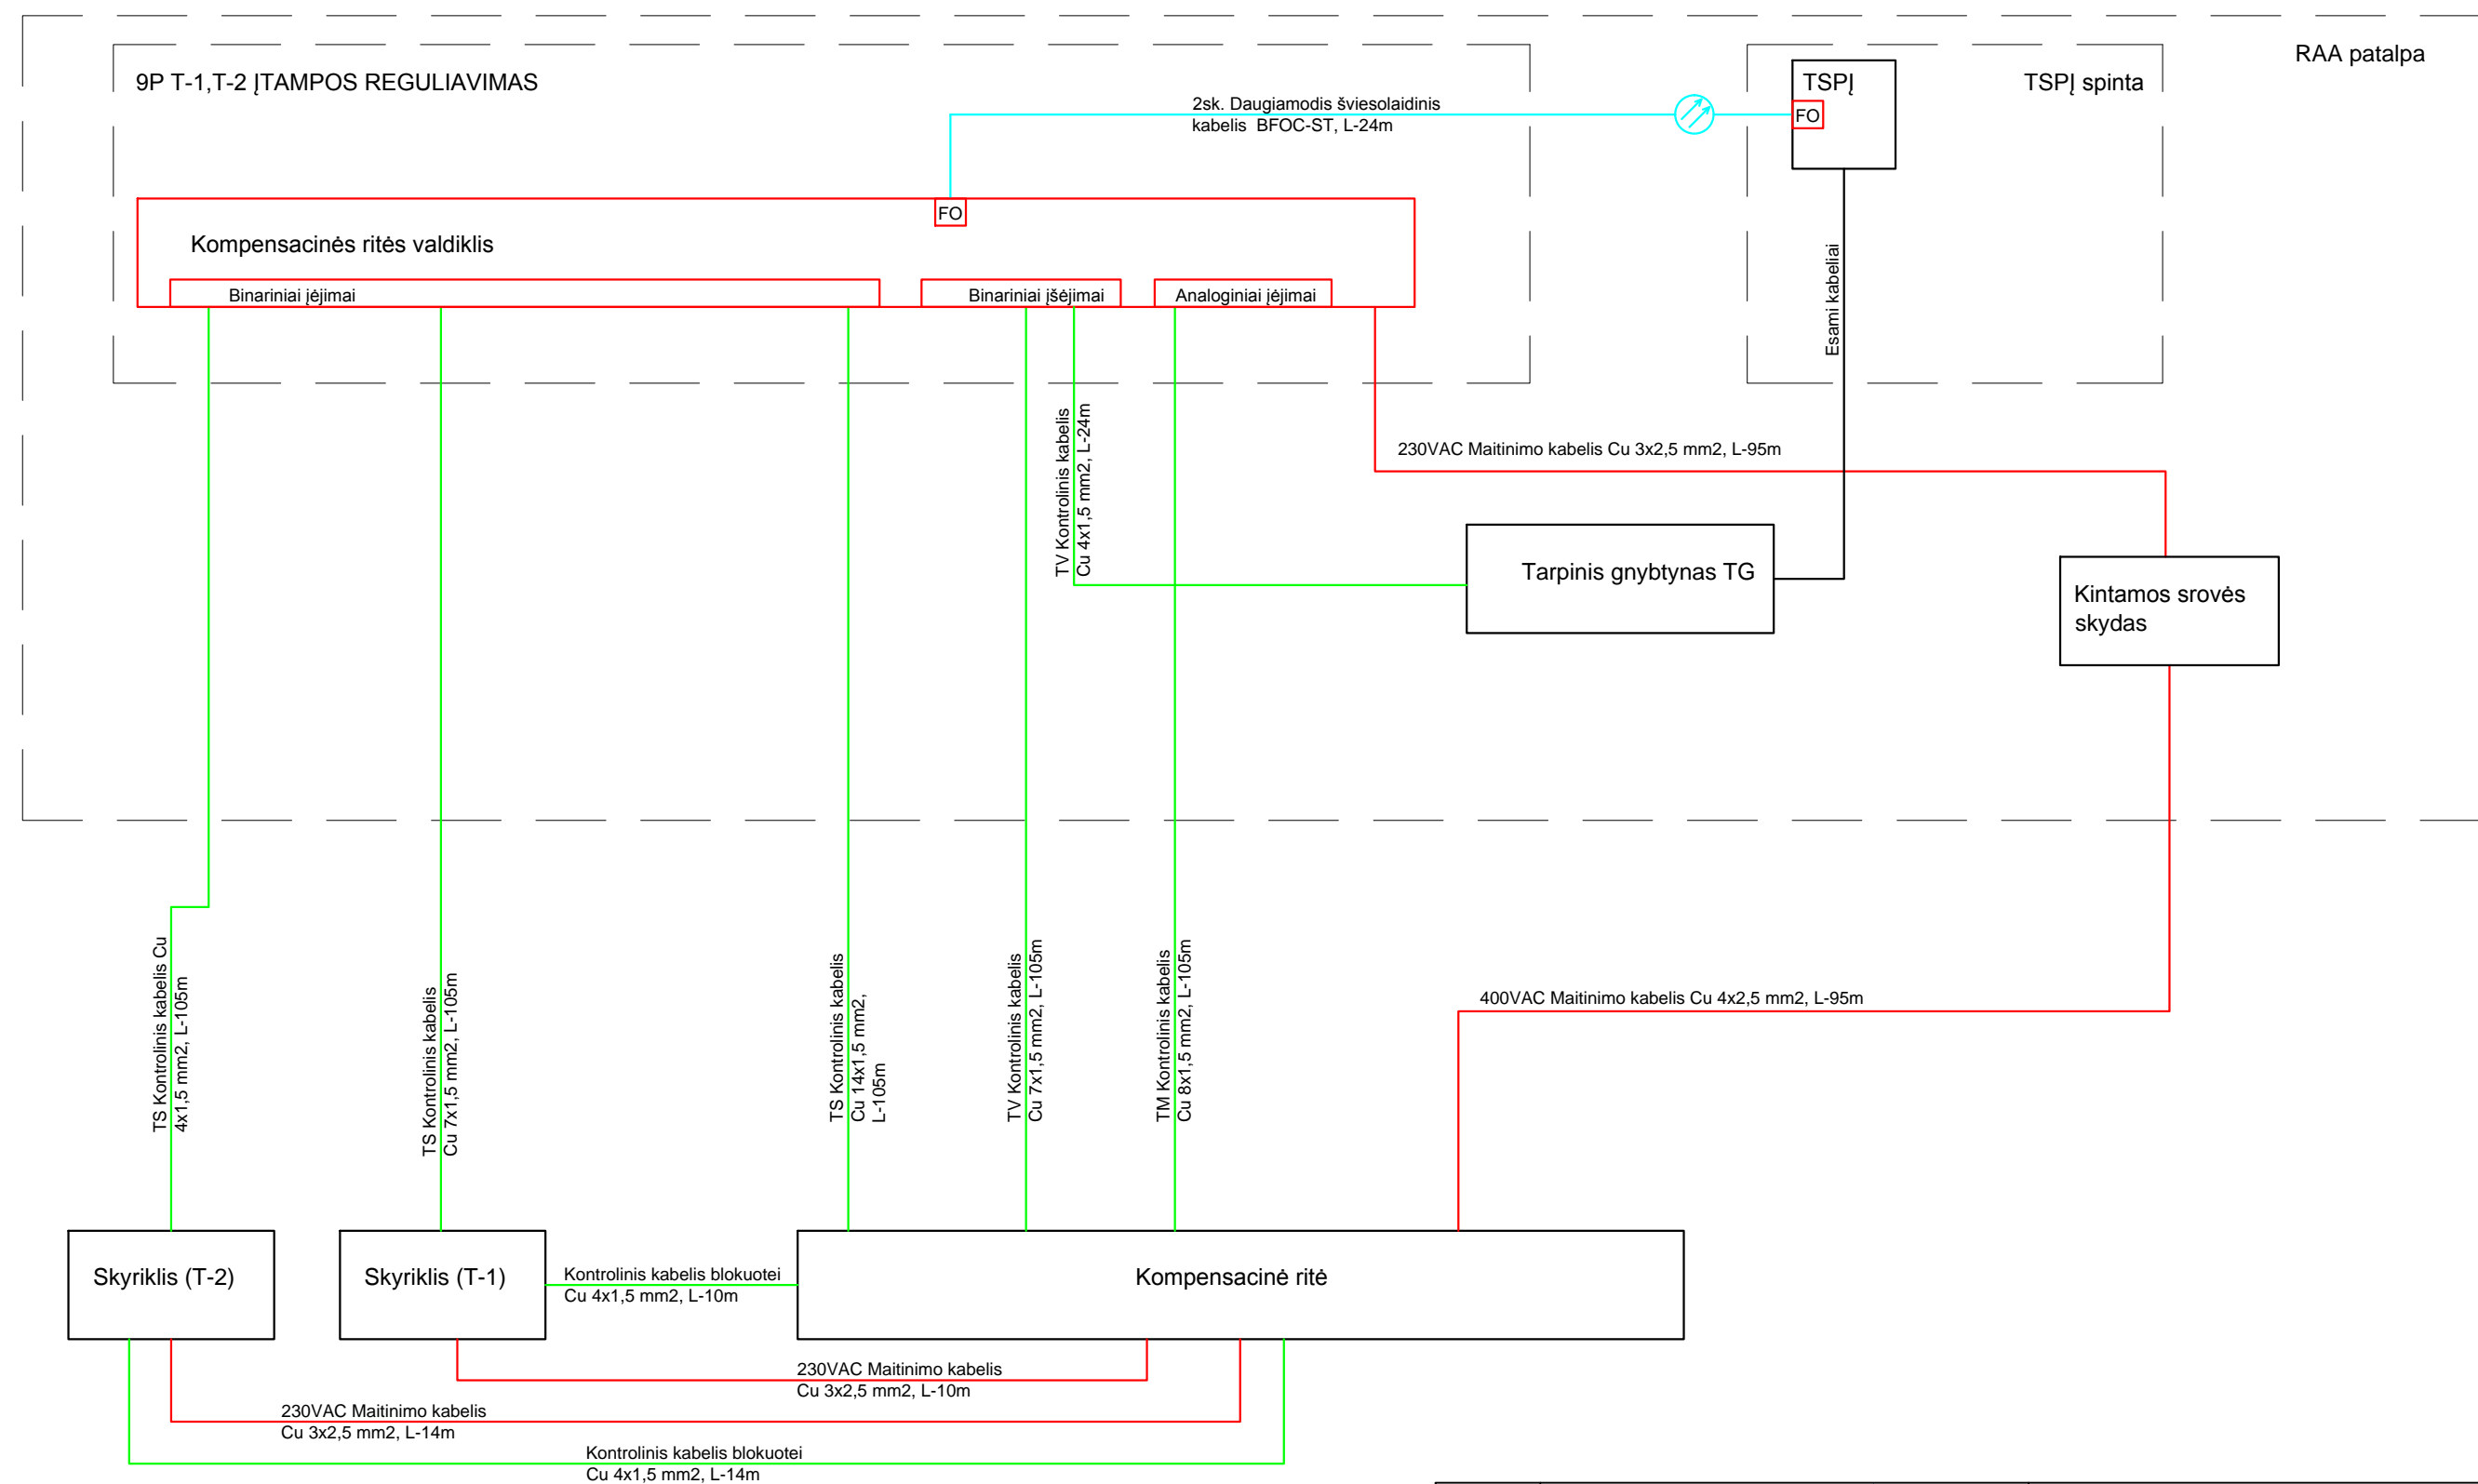 RAA patalpa
9P T-1,T-2 ĮTAMPOS REGULIAVIMAS
TSPĮ
TSPĮ spinta
2sk. Daugiamodis šviesolaidinis
kabelis BFOC-ST, L-24m
FO
FO
Kompensacinės ritės valdiklis
Binariniai įėjimai
Binariniai įšėjimai
Analoginiai įėjimai
Esami kabeliai
TV Kontrolinis kabelis
Cu 4x1,5 mm2, L-24m
230VAC Maitinimo kabelis Cu 3x2,5 mm2, L-95m
Tarpinis gnybtynas TG
Kintamos srovės
skydas
TS Kontrolinis kabelis Cu
4x1,5 mm2, L-105m
TS Kontrolinis kabelis
Cu 7x1,5 mm2, L-105m
TS Kontrolinis kabelis
Cu 14x1,5 mm2,
L-105m
TV Kontrolinis kabelis
Cu 7x1,5 mm2, L-105m
TM Kontrolinis kabelis
Cu 8x1,5 mm2, L-105m
400VAC Maitinimo kabelis Cu 4x2,5 mm2, L-95m
Skyriklis (T-2)
Skyriklis (T-1)
Kontrolinis kabelis blokuotei
Cu 4x1,5 mm2, L-10m
Kompensacinė ritė
230VAC Maitinimo kabelis
Cu 3x2,5 mm2, L-10m
230VAC Maitinimo kabelis
Cu 3x2,5 mm2, L-14m
Kontrolinis kabelis blokuotei
Cu 4x1,5 mm2, L-14m